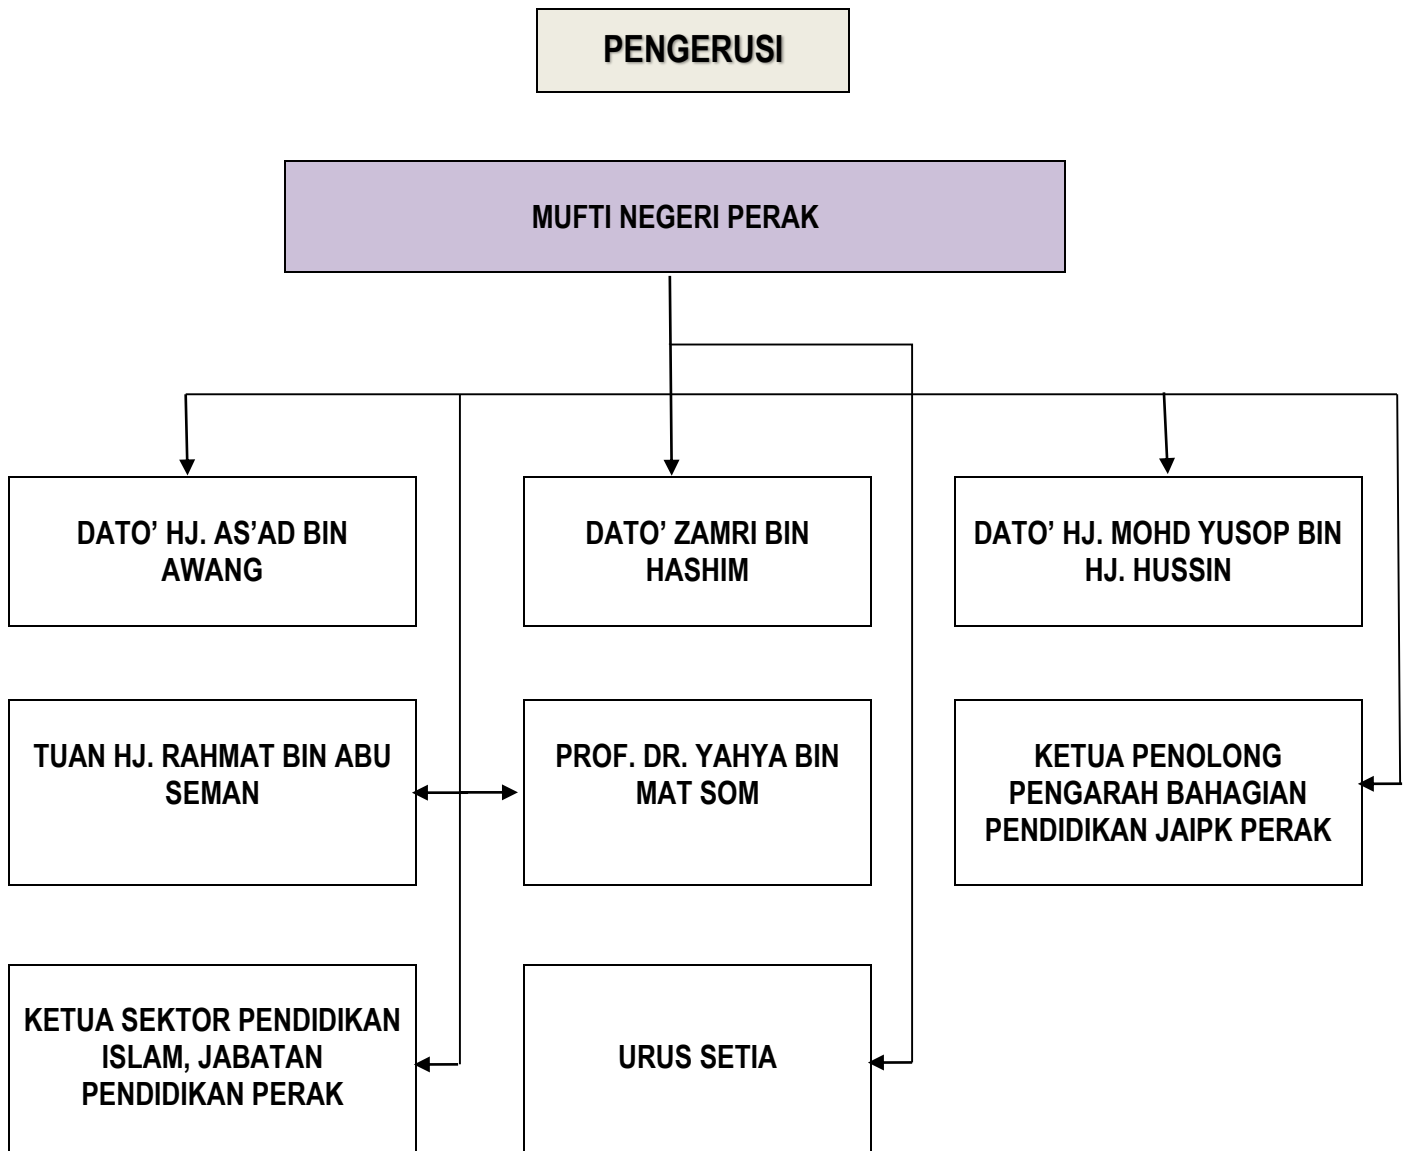 PENGERUSI
MUFTI NEGERI PERAK
DATO’ HJ. AS’AD BIN
AWANG
DATO’ ZAMRI BIN
HASHIM
DATO’ HJ. MOHD YUSOP BIN
HJ. HUSSIN
TUAN HJ. RAHMAT BIN ABU
SEMAN
PROF. DR. YAHYA BIN
MAT SOM
KETUA PENOLONG
PENGARAH BAHAGIAN
PENDIDIKAN JAIPK PERAK
KETUA SEKTOR PENDIDIKAN
ISLAM, JABATAN
PENDIDIKAN PERAK
URUS SETIA